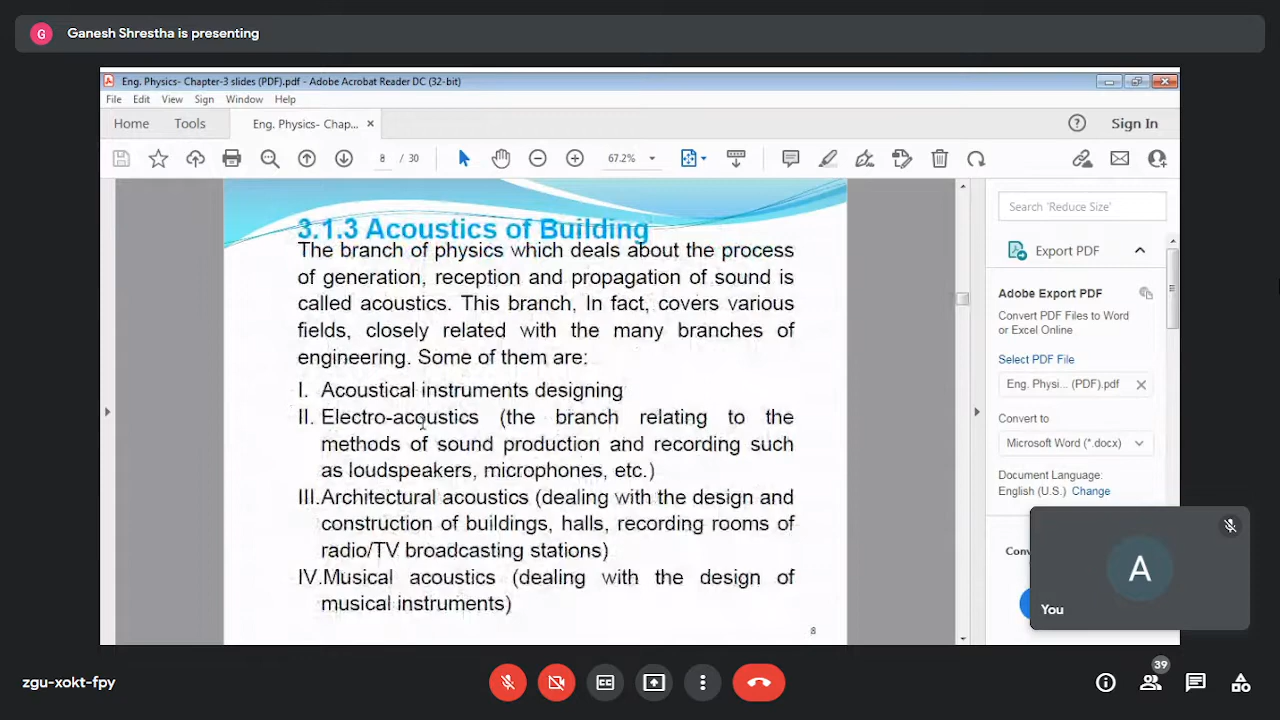 G Ganesh Shrestha is presenting
Eng. Physics- Chapter-3 slides (PDF).pdf - Adobe Acrobat Reader DC (32-bit)
File Edit View Sign Window Help
Home Tools Eng. Physics- Chap... Sign In
8 / 30 67.2%
3.1.3 Acoustics of Building
The branch of physics which deals about the process
of generation, reception and propagation of sound is
called acoustics. This branch, In fact, covers various
fields, closely related with the many branches of
engineering. Some of them are:
I. Acoustical instruments designing
II. Electro-acoustics (the branch relating to the
methods of sound production and recording such
as loudspeakers, microphones, etc.)
III.Architectural acoustics (dealing with the design and
construction of buildings, halls, recording rooms of
radio/TV broadcasting stations)
IV.Musical acoustics (dealing with the design of
musical instruments)
8
Search 'Reduce Size'
Export PDF
Adobe Export PDF
Convert PDF Files to Word
or Excel Online
Select PDF File
Eng. Physi... (PDF).pdf
Convert to
Microsoft Word (*.docx)
Document Language:
English (U.S.) Change
A
You
zgu-xokt-fpy
CC
39